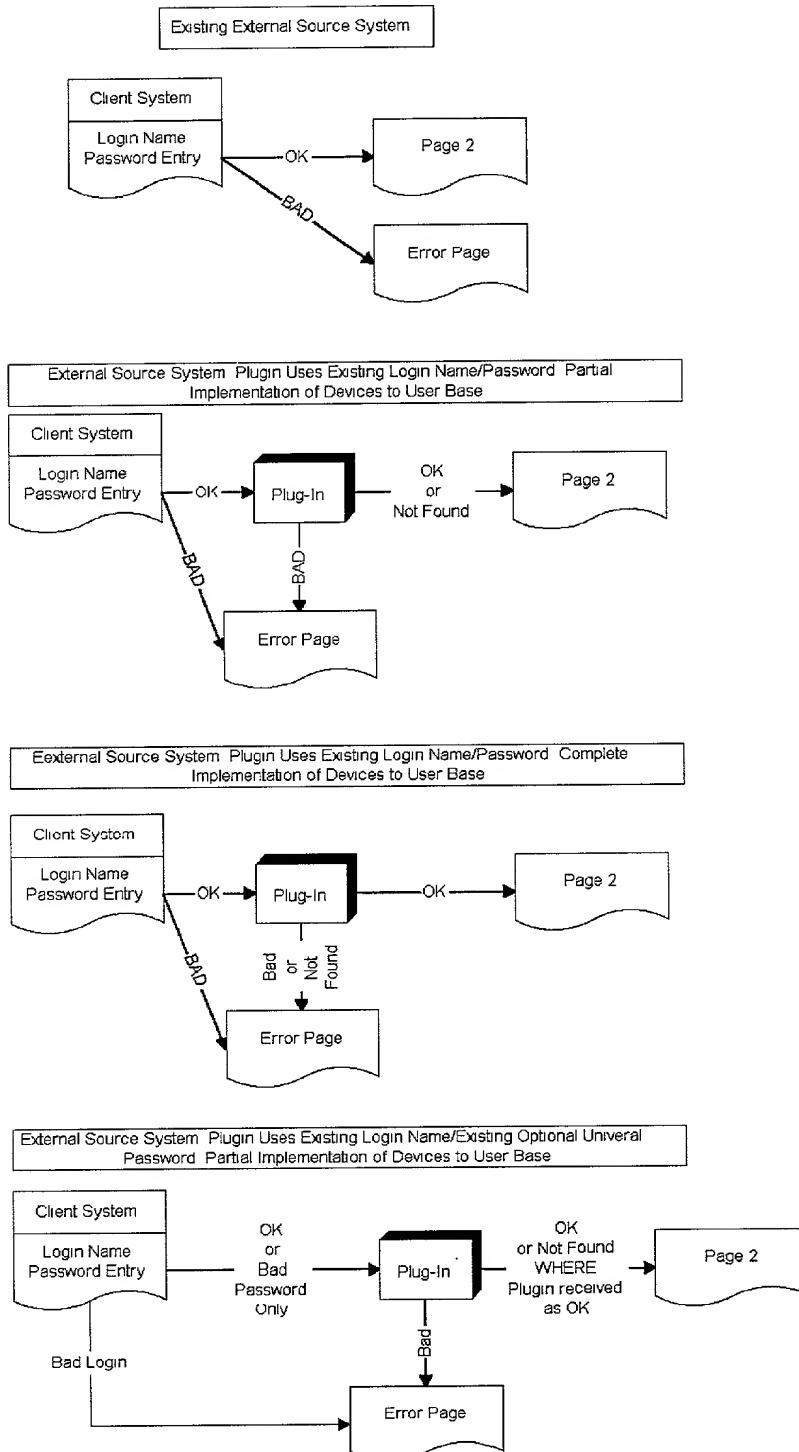 Existing External Source System
Client System
Login Name
Password Entry
OK
Page 2
BAD
Error Page
External Source System Plugin Uses Existing Login Name/Password Partial
Implementation of Devices to User Base
Client System
Login Name
Password Entry
OK
Plug-In
OK
or
Not Found
Page 2
BAD
BAD
Error Page
Eexternal Source System Plugin Uses Existing Login Name/Password Complete
Implementation of Devices to User Base
Client System
Login Name
Password Entry
OK
Plug-In
OK
Page 2
BAD
Bad
or
Not
Found
Error Page
External Source System Plugin Uses Existing Login Name/Existing Optional Univeral
Password Partial Implementation of Devices to User Base
Client System
Login Name
Password Entry
OK
or
Bad
Password
Only
Plug-In
OK
or Not Found
WHERE
Plugin received
as OK
Page 2
Bad Login
Bad
Error Page